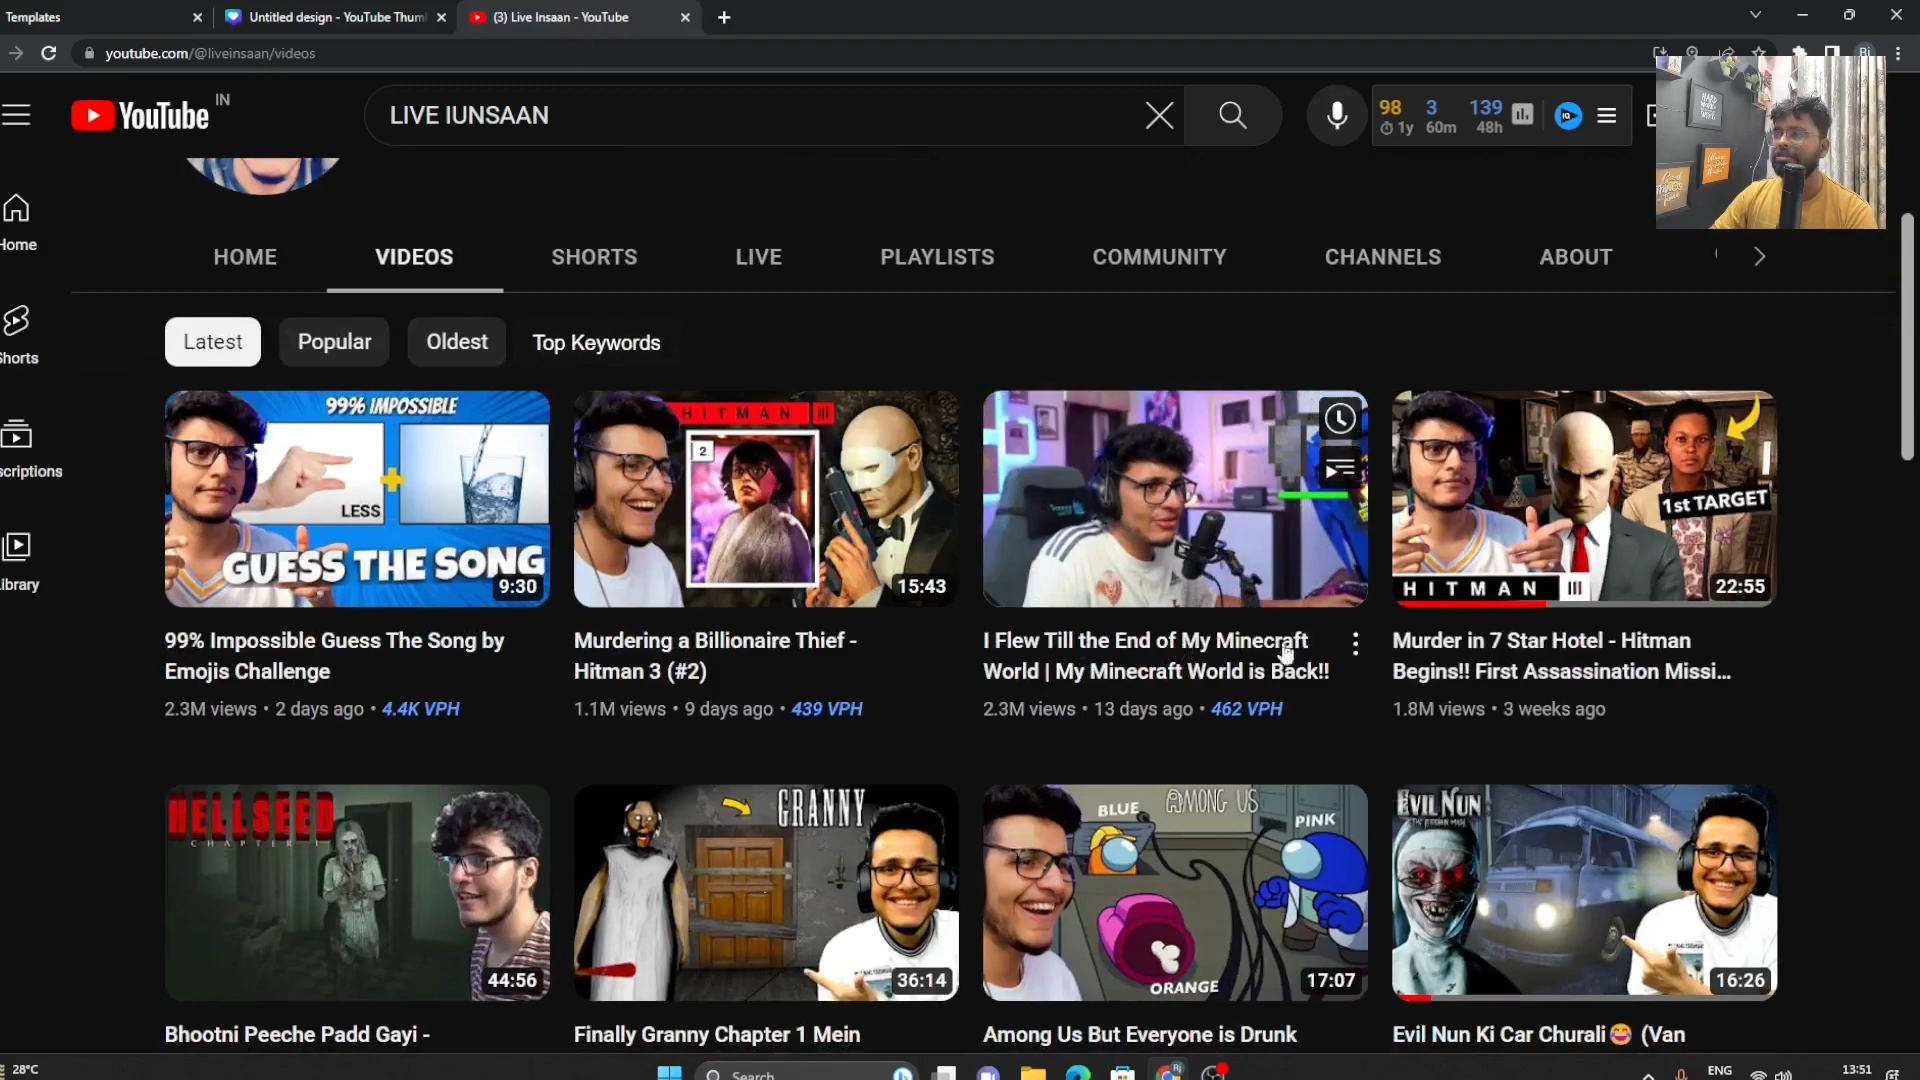 Templates
Untitled design - YouTube Thum
(3) Live Insaan - YouTube
youtube.com/@liveinsaan/videos
YouTube IN
LIVE IUNSAAN
98 3 139
1y 60m 48h
Home
Shorts
scriptions
Library
HOME VIDEOS SHORTS LIVE PLAYLISTS COMMUNITY CHANNELS ABOUT
Latest Popular Oldest Top Keywords
99% IMPOSSIBLE
LESS
GUESS THE SONG
9:30
HITMAN III
2
15:43
1st TARGET
HITMAN III
22:55
99% Impossible Guess The Song by
Emojis Challenge
2.3M views • 2 days ago • 4.4K VPH
Murdering a Billionaire Thief -
Hitman 3 (#2)
1.1M views • 9 days ago • 439 VPH
I Flew Till the End of My Minecraft
World | My Minecraft World is Back!!
2.3M views • 13 days ago • 462 VPH
Murder in 7 Star Hotel - Hitman
Begins!! First Assassination Missi...
1.8M views • 3 weeks ago
HELLSEED
CHAPTER 1
44:56
GRANNY
36:14
BLUE
AMONG US
PINK
ORANGE
17:07
EVIL NUN
16:26
Bhootni Peeche Padd Gayi -
Finally Granny Chapter 1 Mein
Among Us But Everyone is Drunk
Evil Nun Ki Car Churali😂 (Van
28°C
Search
ENG
13:51